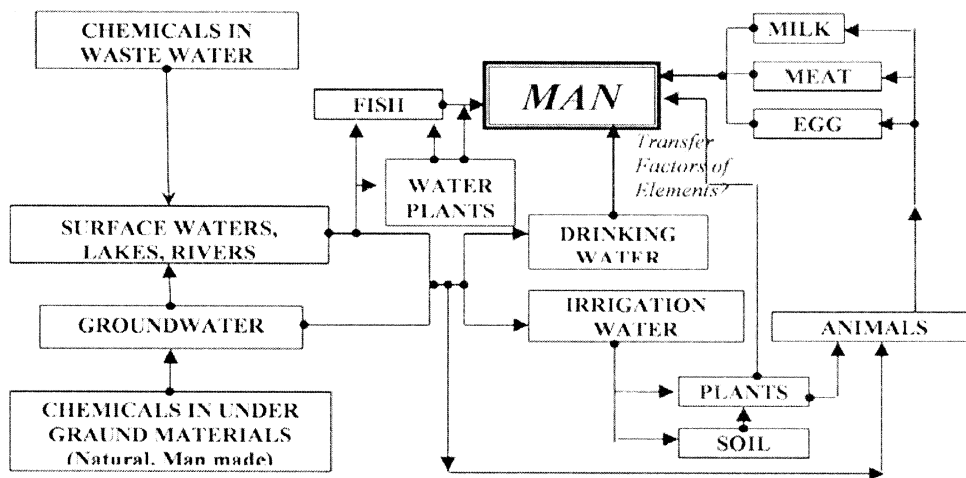 CHEMICALS IN
WASTE WATER
MILK
MEAT
EGG
FISH
MAN
Transfer
Factors of
Elements?
WATER
PLANTS
SURFACE WATERS,
LAKES, RIVERS
DRINKING
WATER
GROUNDWATER
IRRIGATION
WATER
ANIMALS
PLANTS
SOIL
CHEMICALS IN UNDER
GRAUND MATERIALS
(Natural, Man made)